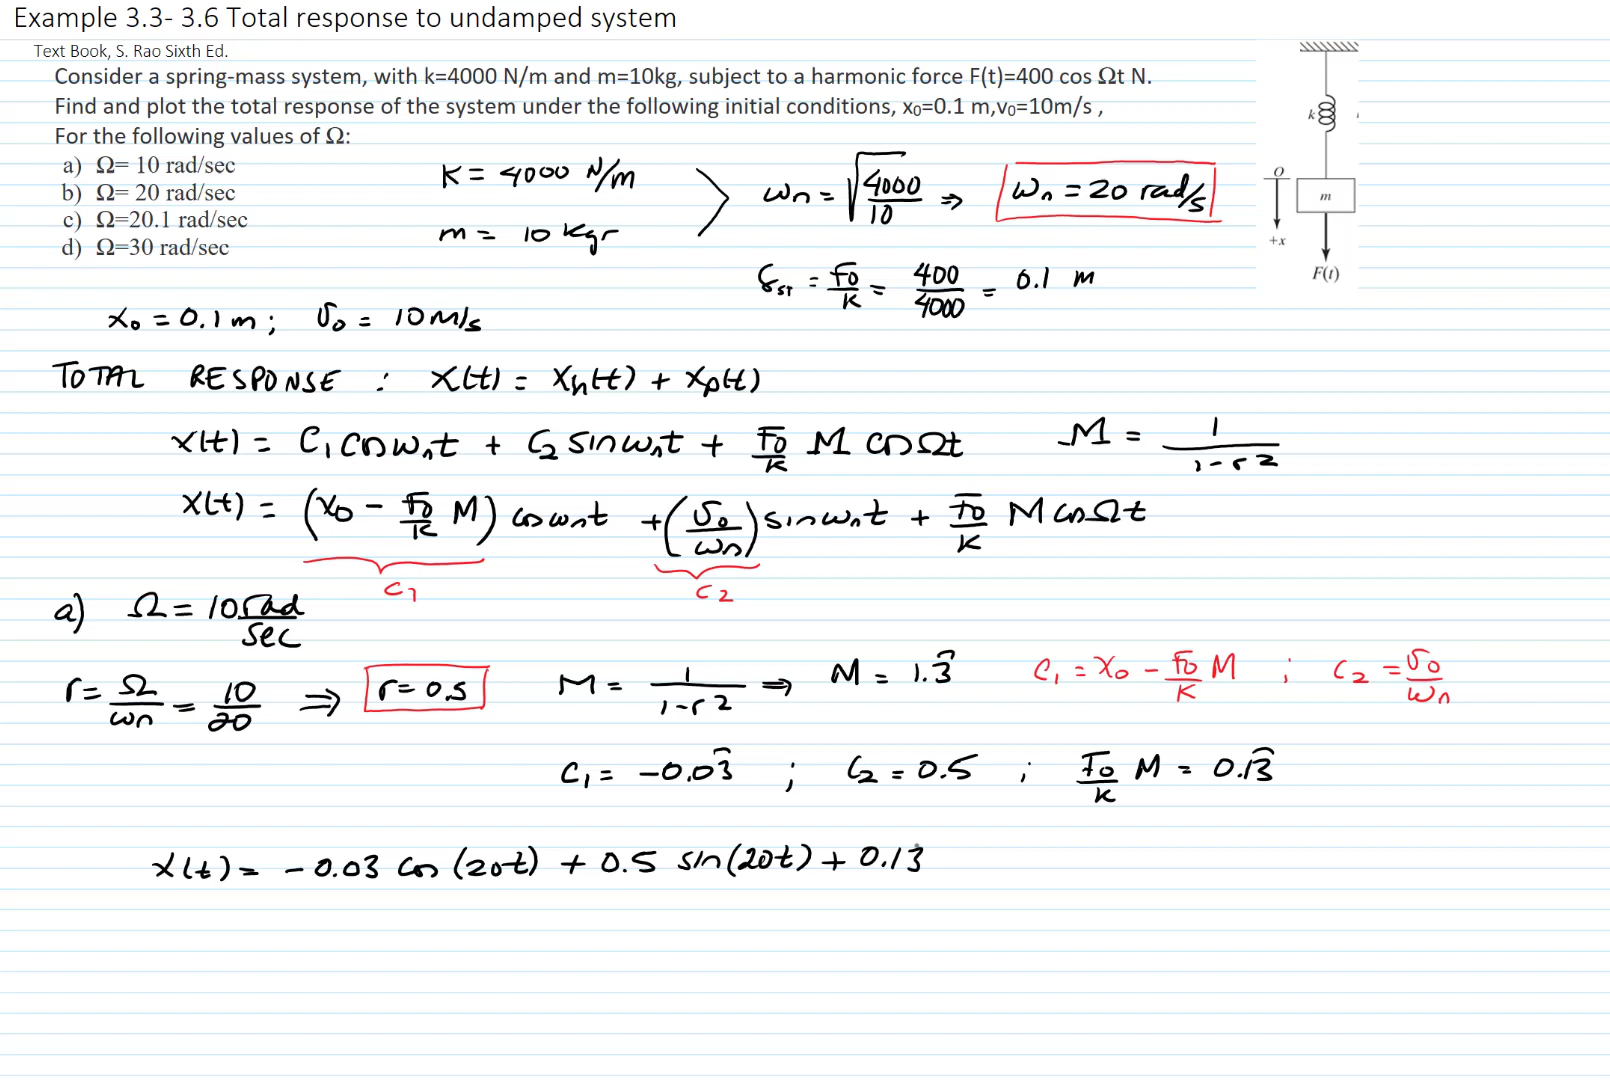 Example 3.3- 3.6 Total response to undamped system
Text Book, S. Rao Sixth Ed.
Consider a spring-mass system, with k=4000 N/m and m=10kg, subject to a harmonic force F(t)=400 cos Ωt N.
Find and plot the total response of the system under the following initial conditions, x₀=0.1 m,v₀=10m/s ,
For the following values of Ω:
a) Ω= 10 rad/sec
b) Ω= 20 rad/sec
c) Ω=20.1 rad/sec
d) Ω=30 rad/sec
K = 4000 N/m
m = 10 Kgr
ωn = √(4000/10) ⇒ ωn = 20 rad/s
δST = F0/K = 400/4000 = 0.1 m
k
O
m
+x
F(t)
x₀ = 0.1 m ; v₀ = 10 m/s
TOTAL RESPONSE : x(t) = xh(t) + xp(t)
x(t) = C₁ cos ωnt + C₂ sin ωnt + F0/K M cos Ωt   M = 1/(1-r²)
x(t) = (x₀ - F0/K M) cos ωnt + (v₀/ωn) sin ωnt + F0/K M cos Ωt
C₁ C₂
a) Ω = 10 rad/sec
r = Ω/ωn = 10/20 ⇒ r = 0.5   M = 1/(1-r²) ⇒ M = 1.3̂   C₁ = x₀ - F0/K M ; C₂ = v₀/ωn
C₁ = -0.03̂ ; C₂ = 0.5 ; F0/K M = 0.13̂
x(t) = - 0.03 cos (20t) + 0.5 sin(20t) + 0.13